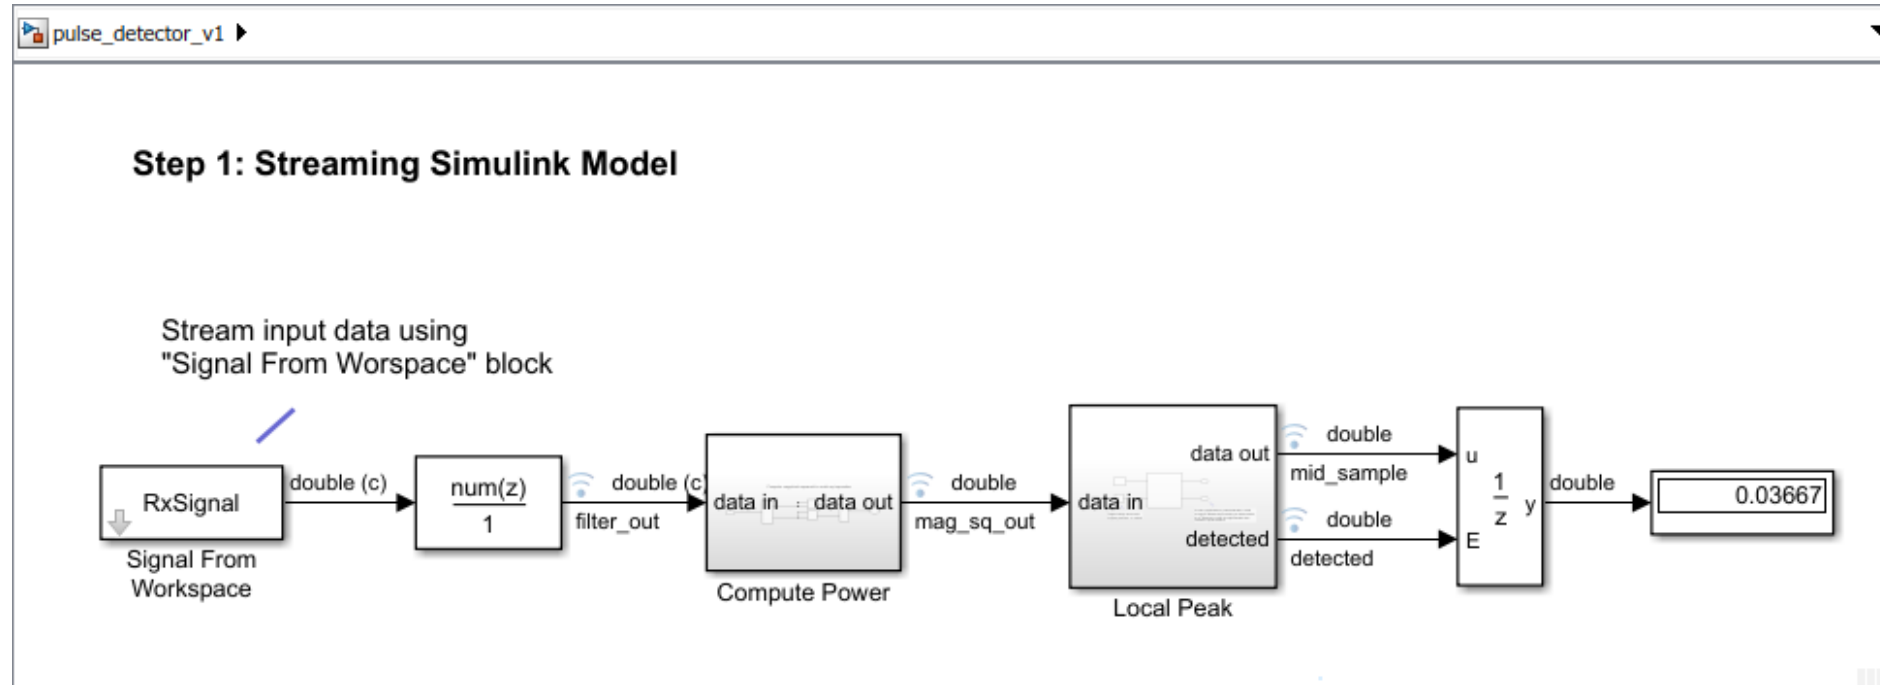 pulse_detector_v1
Step 1: Streaming Simulink Model
Stream input data using
"Signal From Worspace" block
RxSignal
Signal From
Workspace
double (c)
num(z)
1
double (c)
filter_out
data in
data out
Compute Power
double
mag_sq_out
data in
data out
detected
Local Peak
double
mid_sample
double
detected
u
E
1
z
y
double
0.03667